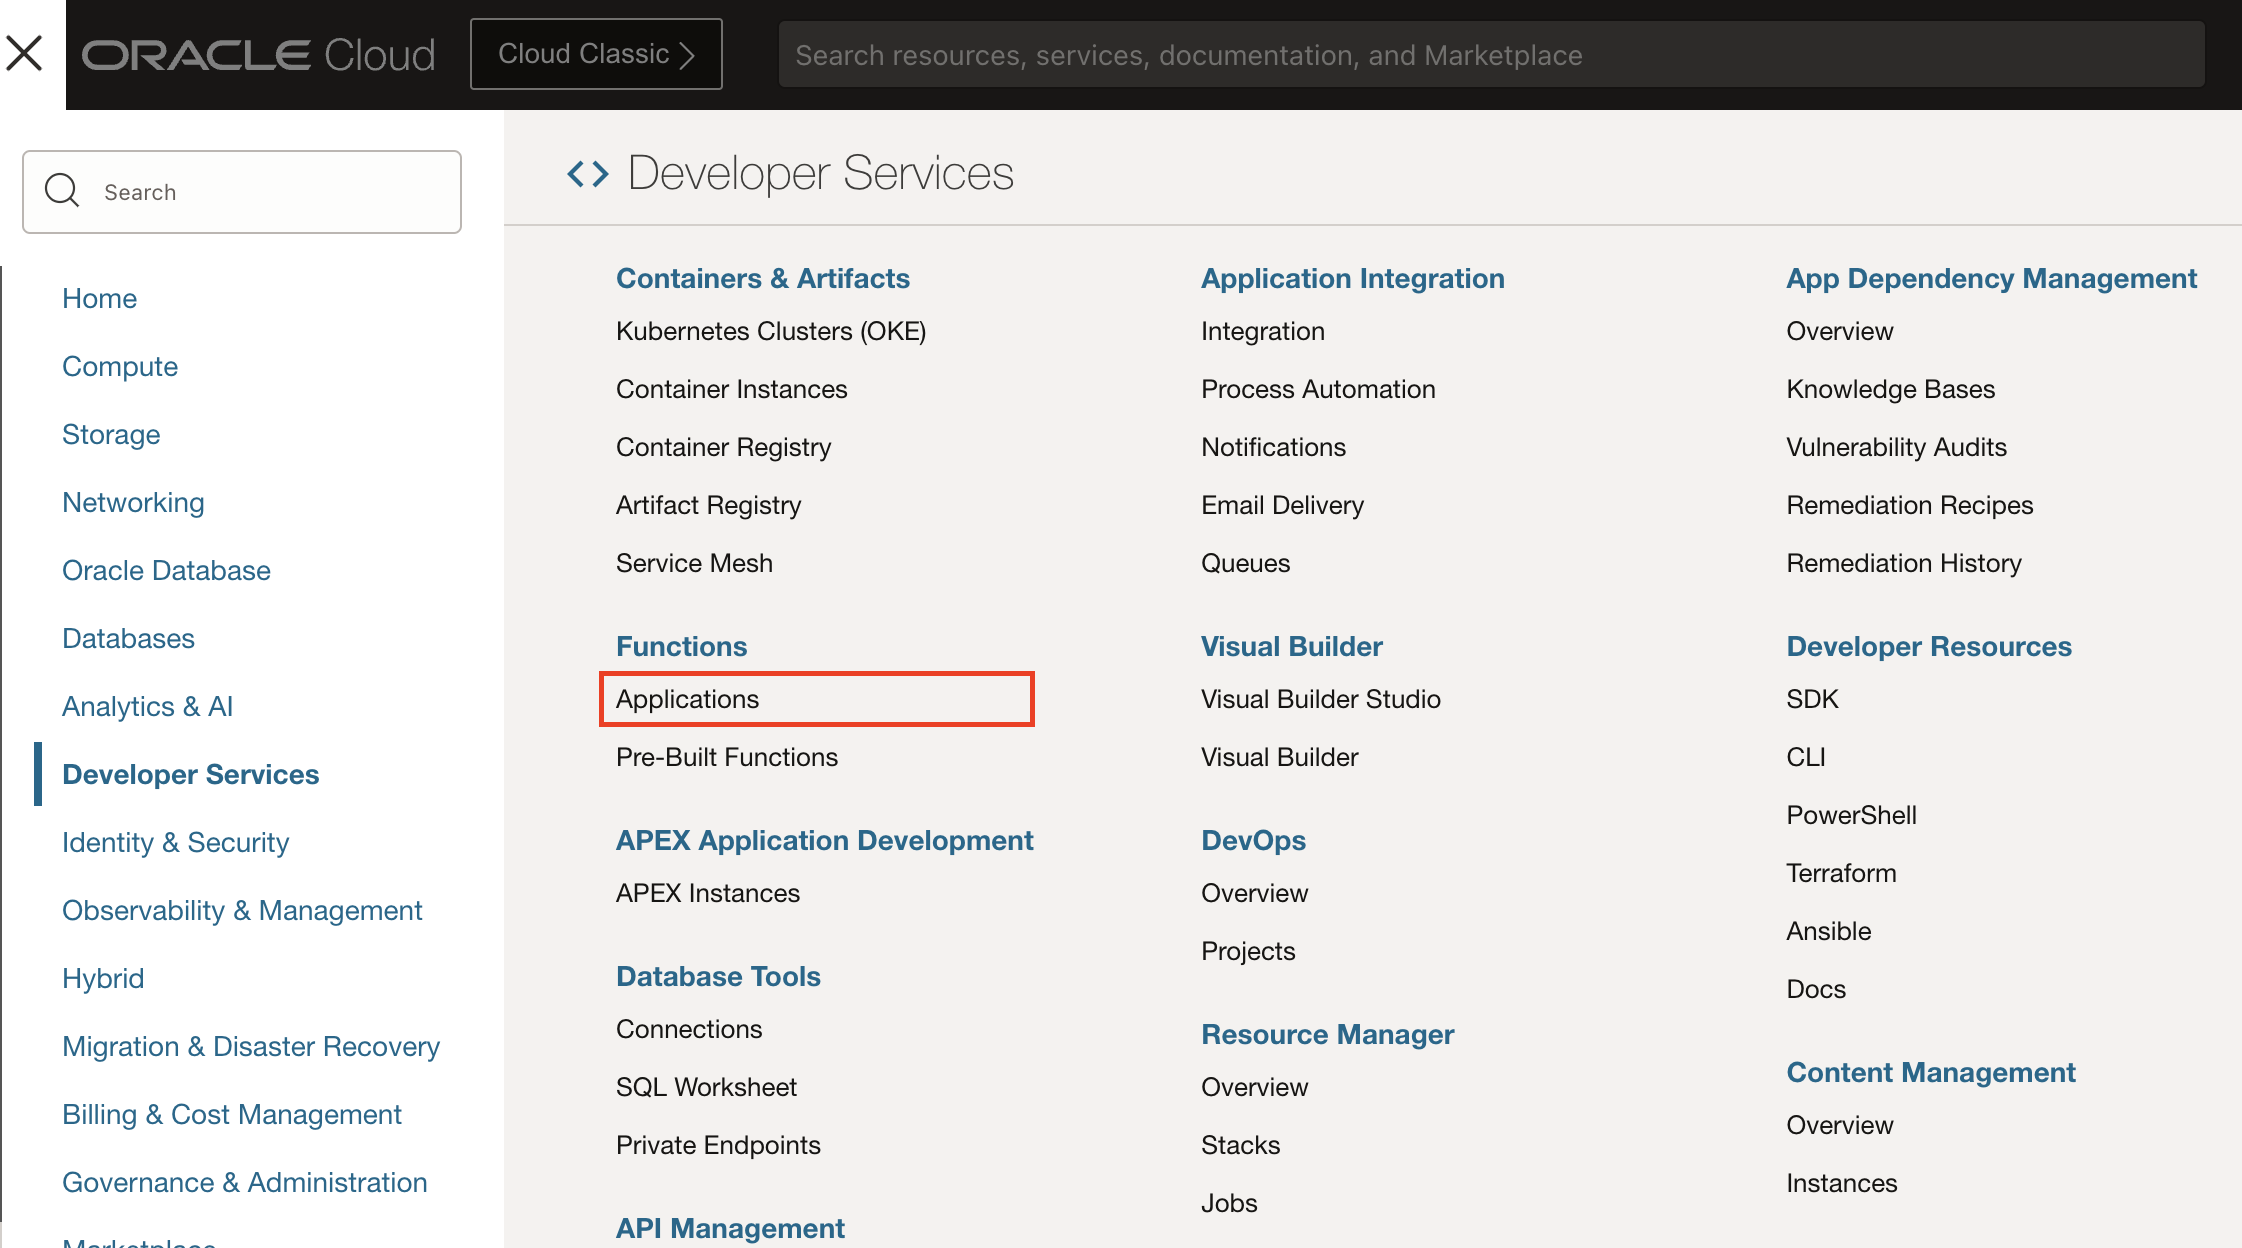 ORACLE Cloud
Cloud Classic
Search resources, services, documentation, and Marketplace
Search
Home
Compute
Storage
Networking
Oracle Database
Databases
Analytics & AI
Developer Services
Identity & Security
Observability & Management
Hybrid
Migration & Disaster Recovery
Billing & Cost Management
Governance & Administration
Marketplace
Developer Services
Containers & Artifacts
Kubernetes Clusters (OKE)
Container Instances
Container Registry
Artifact Registry
Service Mesh
Functions
Applications
Pre-Built Functions
APEX Application Development
APEX Instances
Database Tools
Connections
SQL Worksheet
Private Endpoints
API Management
Application Integration
Integration
Process Automation
Notifications
Email Delivery
Queues
Visual Builder
Visual Builder Studio
Visual Builder
DevOps
Overview
Projects
Resource Manager
Overview
Stacks
Jobs
App Dependency Management
Overview
Knowledge Bases
Vulnerability Audits
Remediation Recipes
Remediation History
Developer Resources
SDK
CLI
PowerShell
Terraform
Ansible
Docs
Content Management
Overview
Instances